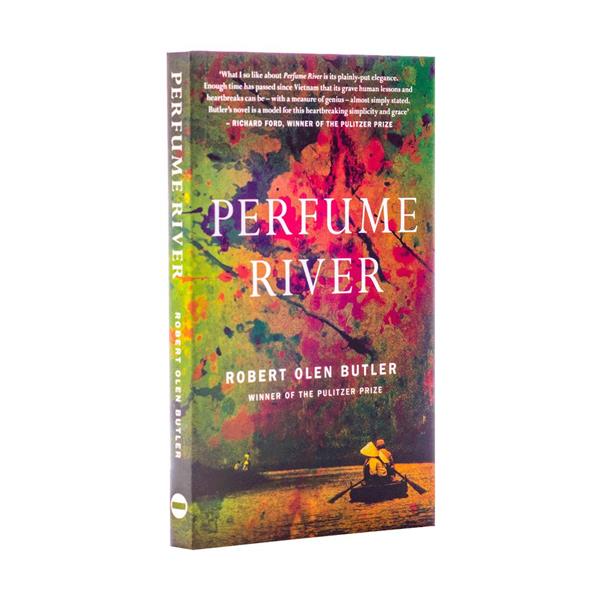 'What I so like about Perfume River is its plainly-put elegance.
Enough time has passed since Vietnam that its grave human lessons and
heartbreaks can be – with a measure of genius – almost simply stated.
Butler's novel is a model for this heartbreaking simplicity and grace'
– RICHARD FORD, WINNER OF THE PULITZER PRIZE
PERFUME
RIVER
ROBERT OLEN BUTLER
WINNER OF THE PULITZER PRIZE
PERFUME RIVER
ROBERT OLEN BUTLER